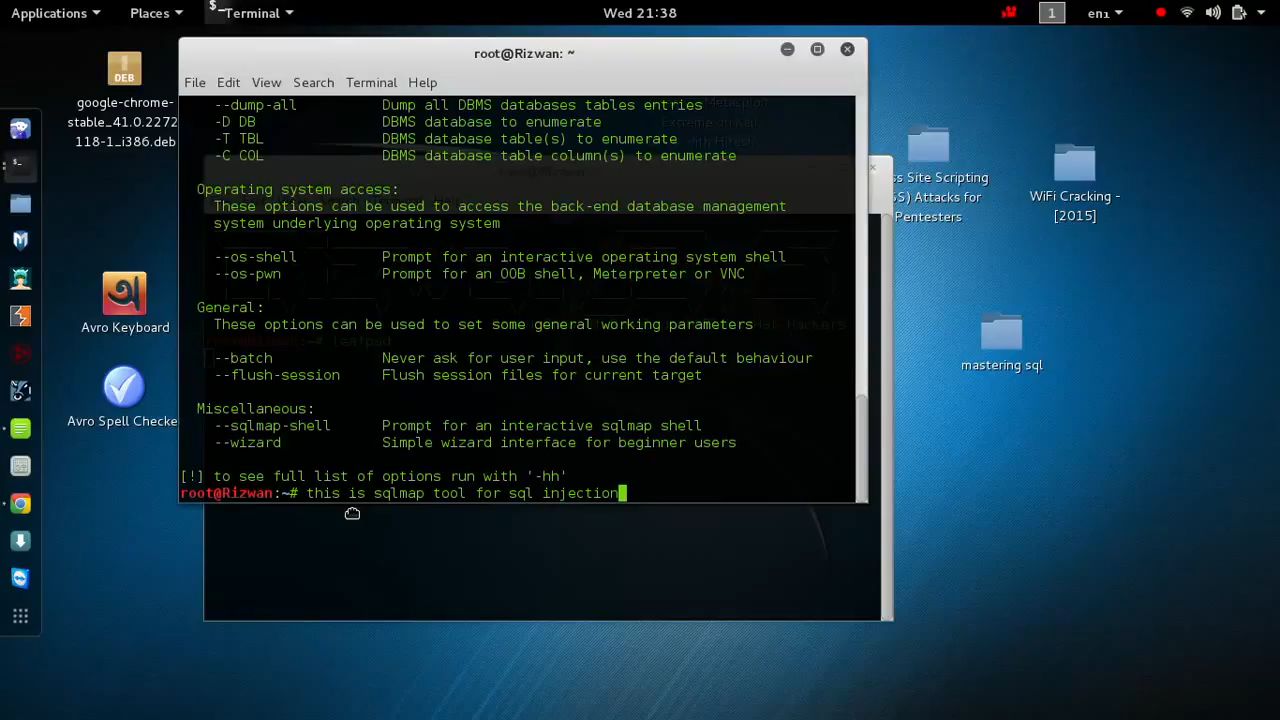 Applications
Places
Terminal
Wed 21:38
1
en1
1
DEB
google-chrome-
stable_41.0.2272
118-1_i386.deb
Avro Keyboard
Avro Spell Checke
root@Rizwan: ~
File Edit View Search Terminal Help
--dump-all Dump all DBMS databases tables entries
-D DB DBMS database to enumerate
-T TBL DBMS database table(s) to enumerate
-C COL DBMS database table column(s) to enumerate
Operating system access:
These options can be used to access the back-end database management
system underlying operating system
--os-shell Prompt for an interactive operating system shell
--os-pwn Prompt for an OOB shell, Meterpreter or VNC
General:
These options can be used to set some general working parameters
--batch Never ask for user input, use the default behaviour
--flush-session Flush session files for current target
Miscellaneous:
--sqlmap-shell Prompt for an interactive sqlmap shell
--wizard Simple wizard interface for beginner users
[!] to see full list of options run with '-hh'
root@Rizwan:~# this is sqlmap tool for sql injection
ss Site Scripting
SS) Attacks for
Pentesters
WiFi Cracking -
[2015]
mastering sql